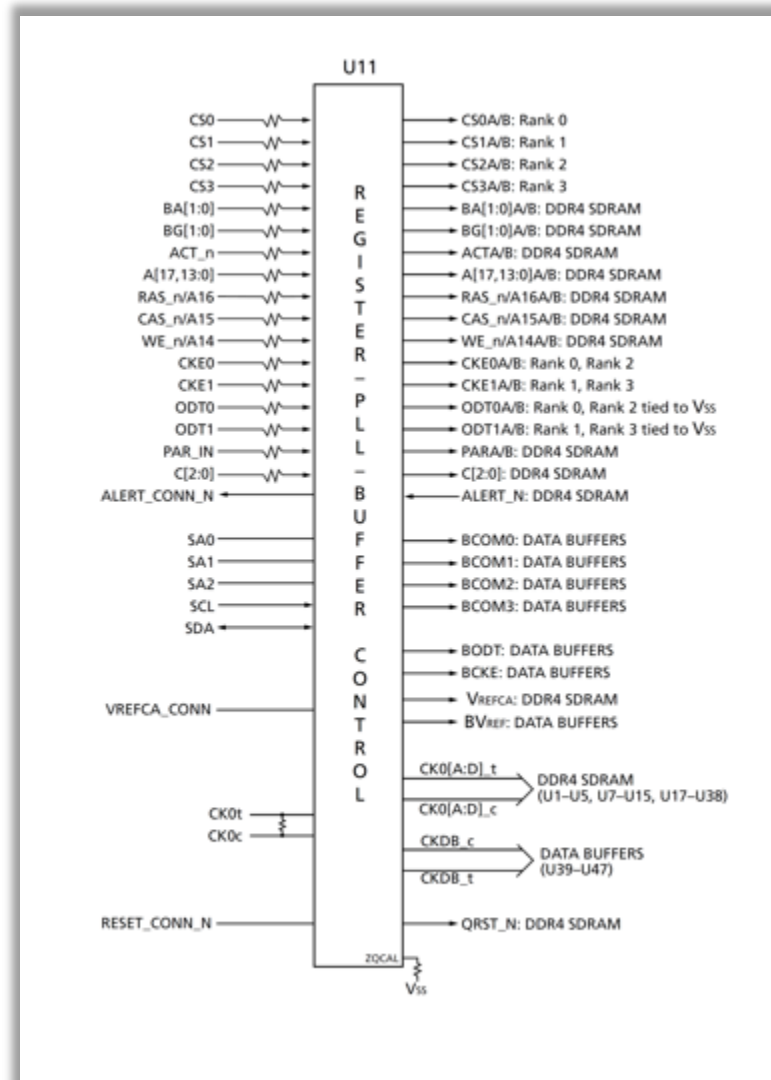 U11
CS0
CS1
CS2
CS3
BA[1:0]
BG[1:0]
ACT_n
A[17,13:0]
RAS_n/A16
CAS_n/A15
WE_n/A14
CKE0
CKE1
ODT0
ODT1
PAR_IN
C[2:0]
ALERT_CONN_N
SA0
SA1
SA2
SCL
SDA
VREFCA_CONN
CK0t
CK0c
RESET_CONN_N
REGISTER – PLL – BUFFER CONTROL
CS0A/B: Rank 0
CS1A/B: Rank 1
CS2A/B: Rank 2
CS3A/B: Rank 3
BA[1:0]A/B: DDR4 SDRAM
BG[1:0]A/B: DDR4 SDRAM
ACTA/B: DDR4 SDRAM
A[17,13:0]A/B: DDR4 SDRAM
RAS_n/A16A/B: DDR4 SDRAM
CAS_n/A15A/B: DDR4 SDRAM
WE_n/A14A/B: DDR4 SDRAM
CKE0A/B: Rank 0, Rank 2
CKE1A/B: Rank 1, Rank 3
ODT0A/B: Rank 0, Rank 2 tied to VSS
ODT1A/B: Rank 1, Rank 3 tied to VSS
PARA/B: DDR4 SDRAM
C[2:0]: DDR4 SDRAM
ALERT_N: DDR4 SDRAM
BCOM0: DATA BUFFERS
BCOM1: DATA BUFFERS
BCOM2: DATA BUFFERS
BCOM3: DATA BUFFERS
BODT: DATA BUFFERS
BCKE: DATA BUFFERS
VREFCA: DDR4 SDRAM
BVREF: DATA BUFFERS
CK0[A:D]_t
CK0[A:D]_c
DDR4 SDRAM
(U1–U5, U7–U15, U17–U38)
CKDB_c
CKDB_t
DATA BUFFERS
(U39–U47)
QRST_N: DDR4 SDRAM
ZQCAL
VSS